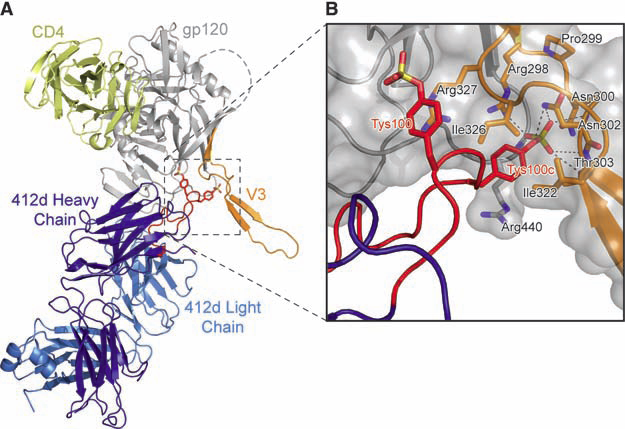 A
CD4
gp120
412d Heavy
Chain
V3
412d Light
Chain
B
Pro299
Arg298
Arg327
Asn300
Tys100
Ile326
Asn302
Tys100c
Thr303
Ile322
Arg440